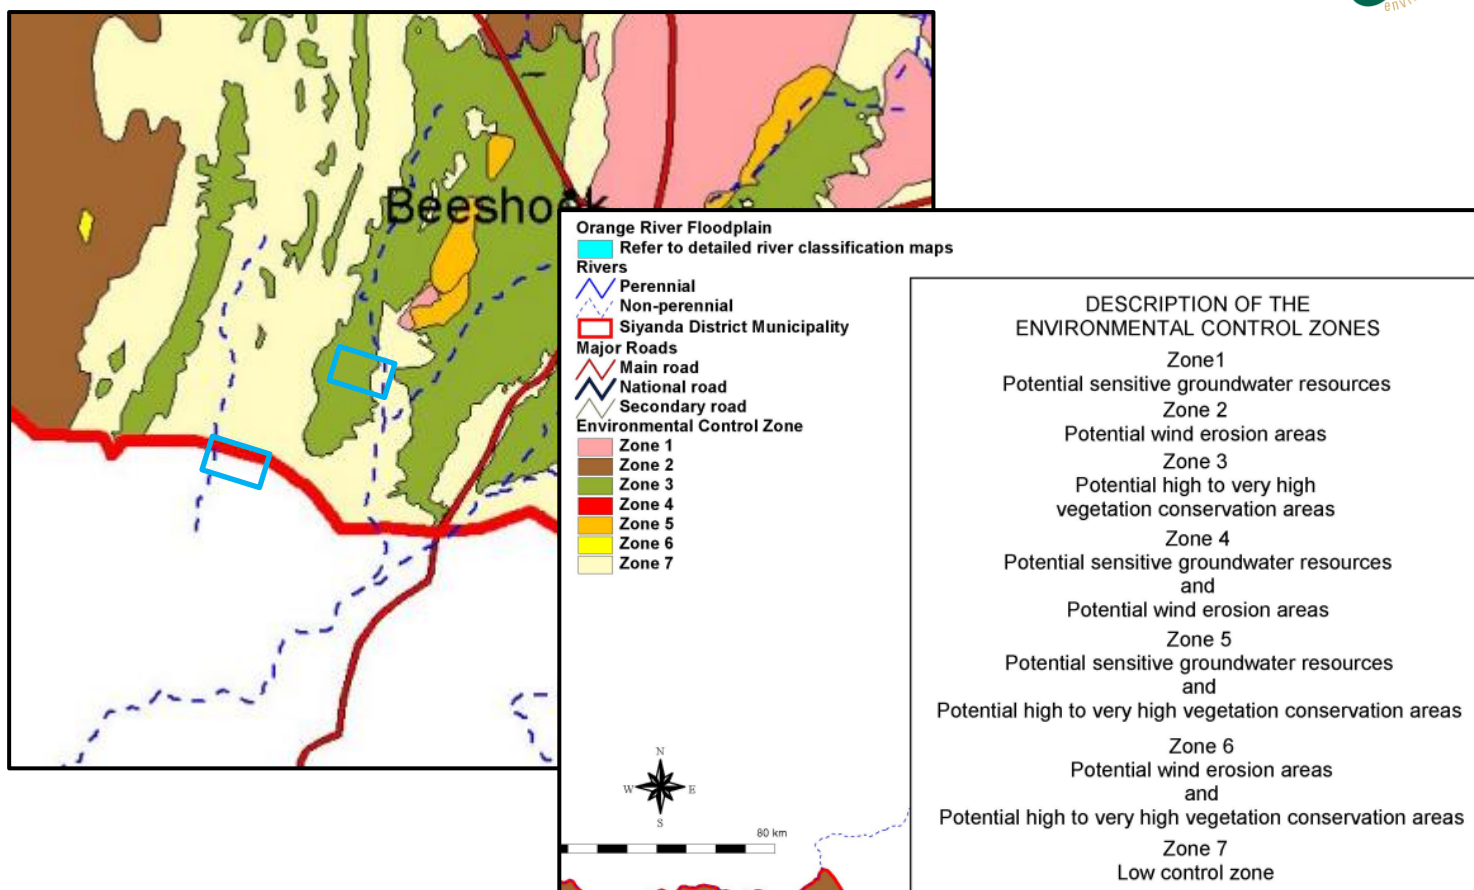 envi
Beeshoek
Orange River Floodplain
Refer to detailed river classification maps
Rivers
Perennial
Non-perennial
Siyanda District Municipality
Major Roads
Main road
National road
Secondary road
Environmental Control Zone
Zone 1
Zone 2
Zone 3
Zone 4
Zone 5
Zone 6
Zone 7
N
W E
S
80 km
DESCRIPTION OF THE
ENVIRONMENTAL CONTROL ZONES
Zone1
Potential sensitive groundwater resources
Zone 2
Potential wind erosion areas
Zone 3
Potential high to very high
vegetation conservation areas
Zone 4
Potential sensitive groundwater resources
and
Potential wind erosion areas
Zone 5
Potential sensitive groundwater resources
and
Potential high to very high vegetation conservation areas
Zone 6
Potential wind erosion areas
and
Potential high to very high vegetation conservation areas
Zone 7
Low control zone